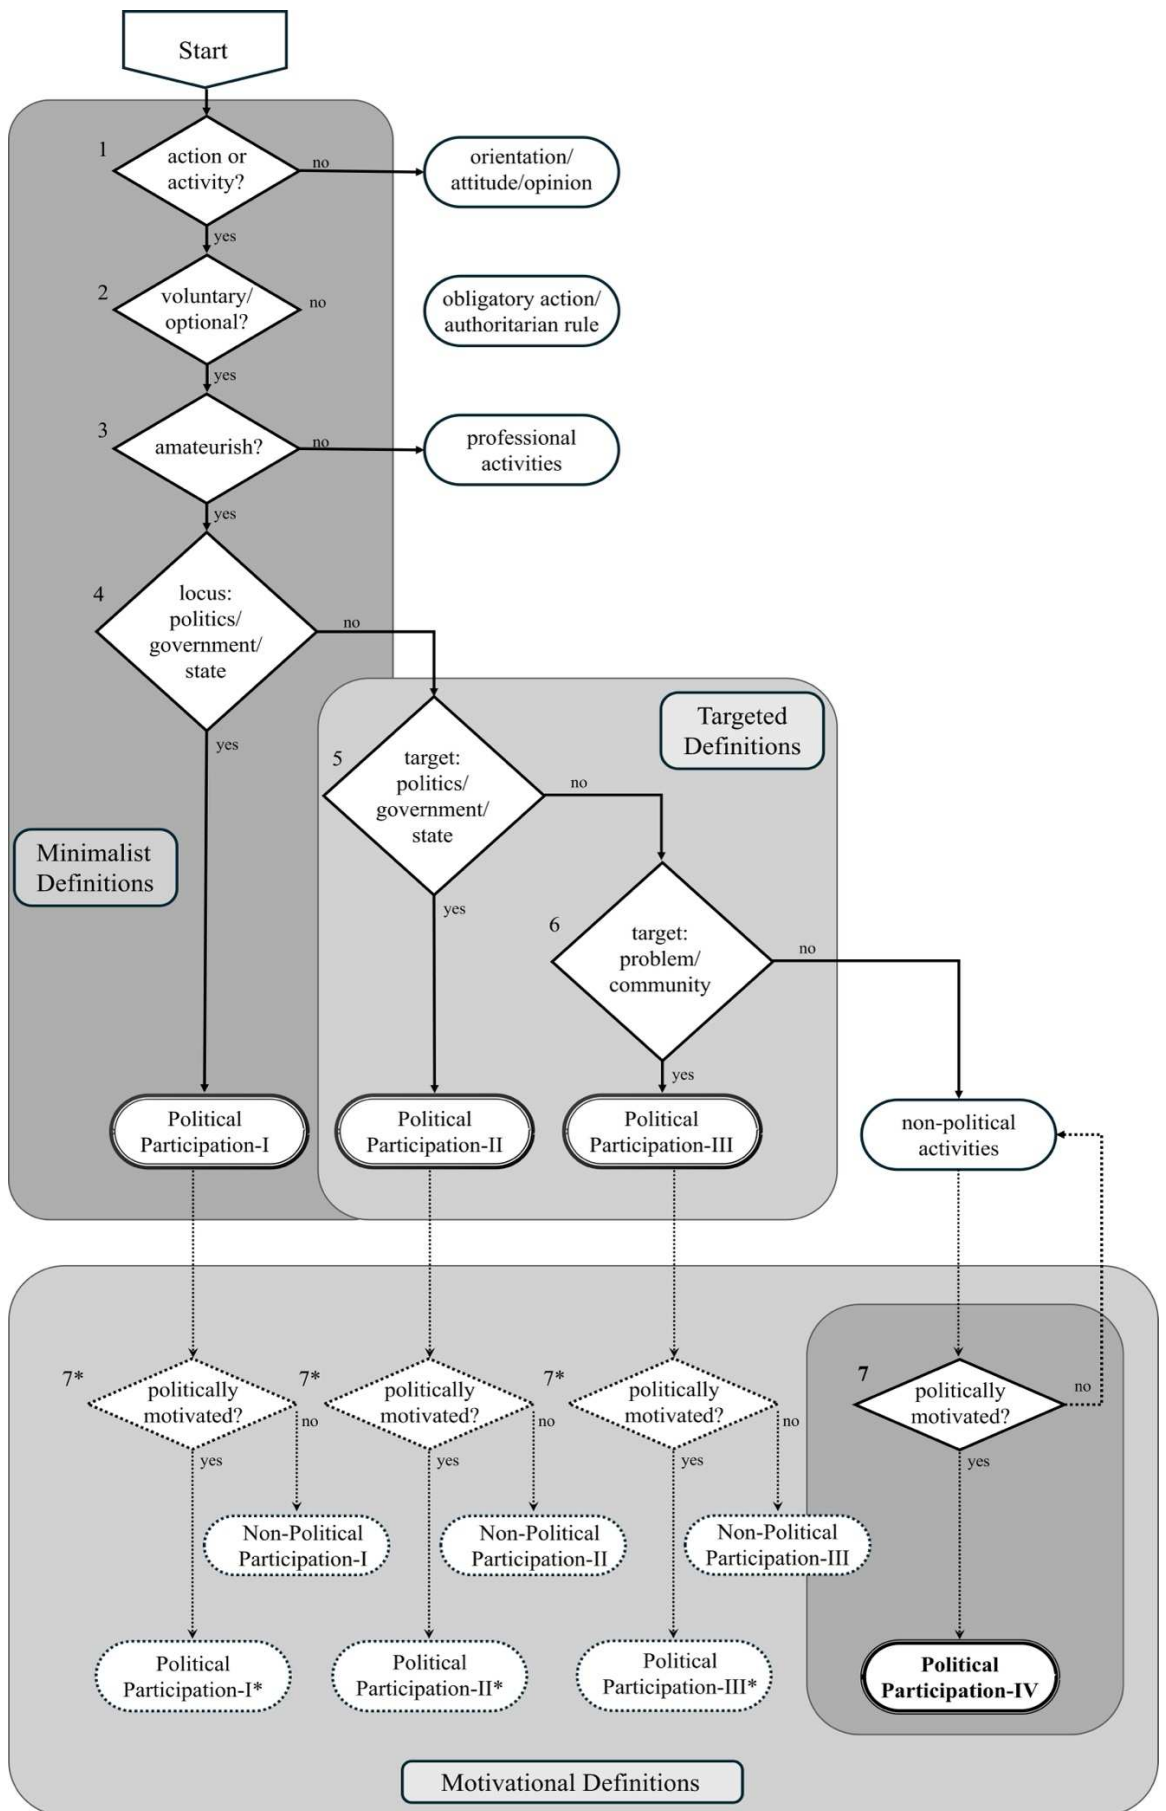 Start
1
action or
activity?
no
orientation/
attitude/opinion
yes
2
voluntary/
optional?
no
obligatory action/
authoritarian rule
yes
3
amateurish?
no
professional
activities
yes
4
locus:
politics/
government/
state
no
yes
Targeted
Definitions
5
target:
politics/
government/
state
no
yes
Minimalist
Definitions
6
target:
problem/
community
no
yes
Political
Participation-I
Political
Participation-II
Political
Participation-III
non-political
activities
7*
politically
motivated?
no
yes
7*
politically
motivated?
no
yes
7*
politically
motivated?
no
yes
7
politically
motivated?
no
yes
Non-Political
Participation-I
Non-Political
Participation-II
Non-Political
Participation-III
Political
Participation-I*
Political
Participation-II*
Political
Participation-III*
Political
Participation-IV
Motivational Definitions